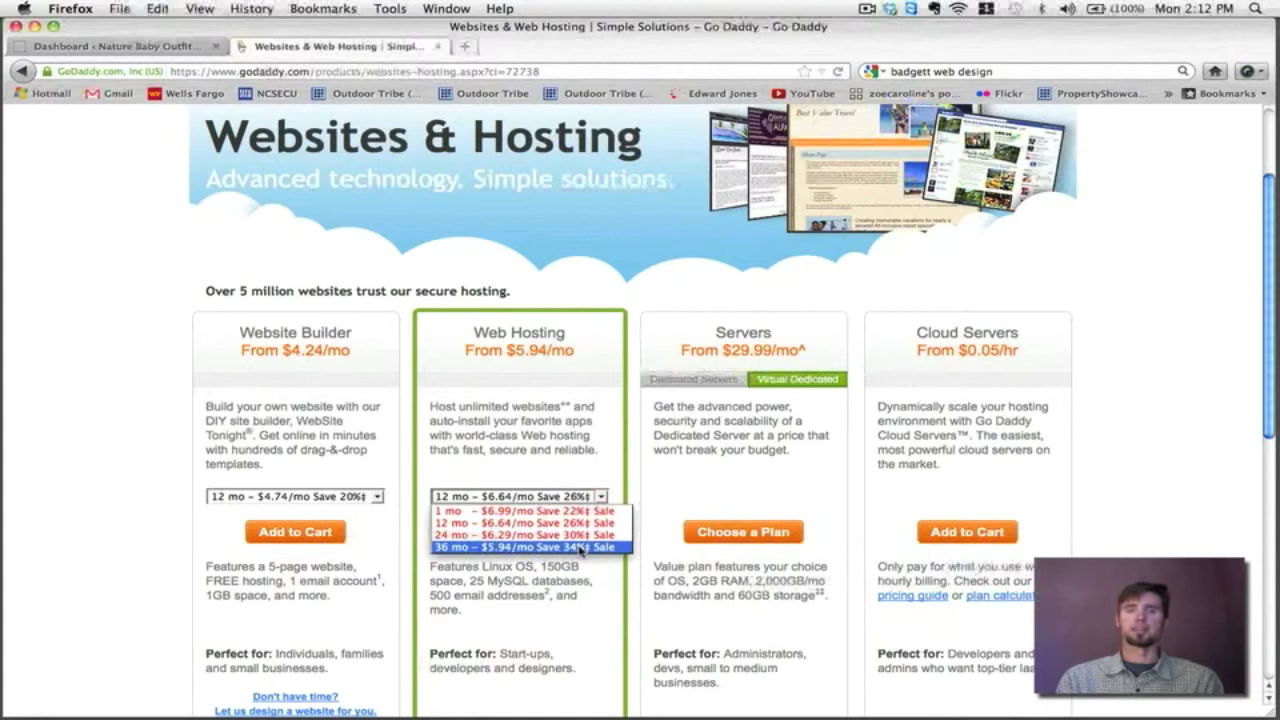 Firefox File Edit View History Bookmarks Tools Window Help
(100%) Mon 2:12 PM
Websites & Web Hosting | Simple Solutions – Go Daddy – Go Daddy
Dashboard ‹ Nature Baby Outfit...
Websites & Web Hosting | Simpl...
GoDaddy.com, Inc (US)
https://www.godaddy.com/products/websites-hosting.aspx?ci=72738
badgett web design
Hotmail Gmail Wells Fargo NCSECU Outdoor Tribe (... Outdoor Tribe Outdoor Tribe (... Edward Jones YouTube zoecaroline's po... Flickr PropertyShowca... » Bookmarks
Websites & Hosting
Advanced technology. Simple solutions.
Best Value Travel
Over 5 million websites trust our secure hosting.
Website Builder
From $4.24/mo
Build your own website with our
DIY site builder, WebSite
Tonight®. Get online in minutes
with hundreds of drag-&-drop
templates.
12 mo – $4.74/mo Save 20%‡
Add to Cart
Features a 5-page website,
FREE hosting, 1 email account¹,
1GB space, and more.
Perfect for: Individuals, families
and small businesses.
Don't have time?
Let us design a website for you.
Web Hosting
From $5.94/mo
Host unlimited websites** and
auto-install your favorite apps
with world-class Web hosting
that's fast, secure and reliable.
12 mo – $6.64/mo Save 26%‡
1 mo – $6.99/mo Save 22%‡ Sale
12 mo – $6.64/mo Save 26%‡ Sale
24 mo – $6.29/mo Save 30%‡ Sale
36 mo – $5.94/mo Save 34%‡ Sale
Features Linux OS, 150GB
space, 25 MySQL databases,
500 email addresses², and
more.
Perfect for: Start-ups,
developers and designers.
Servers
From $29.99/mo^
Dedicated Servers
Virtual Dedicated
Get the advanced power,
security and scalability of a
Dedicated Server at a price that
won't break your budget.
Choose a Plan
Value plan features your choice
of OS, 2GB RAM, 2,000GB/mo
bandwidth and 60GB storage‡‡.
Perfect for: Administrators,
devs, small to medium
businesses.
Cloud Servers
From $0.05/hr
Dynamically scale your hosting
environment with Go Daddy
Cloud Servers™. The easiest,
most powerful cloud servers on
the market.
Add to Cart
Only pay for what you use w
hourly billing. Check out our
pricing guide or plan calculat
Perfect for: Developers and
admins who want top-tier Iaa